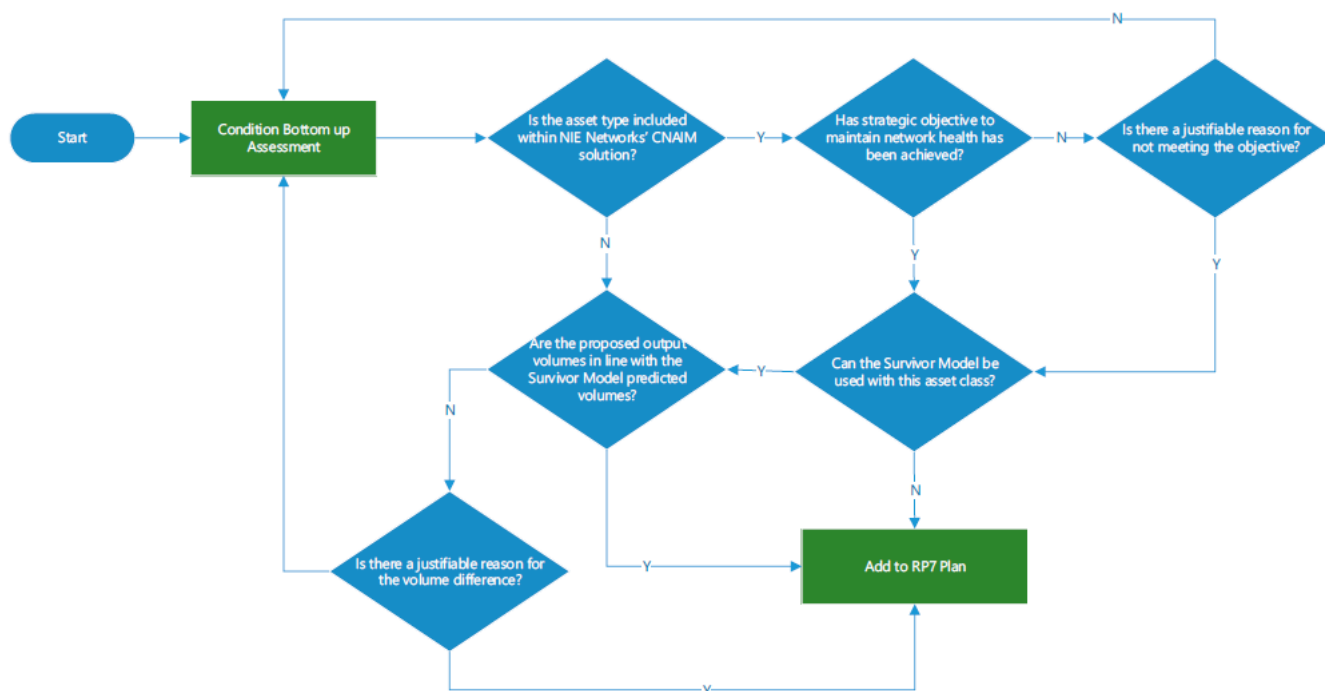 N
Start
Condition Bottom up
Assessment
Is the asset type included
within NIE Networks' CNAIM
solution?
Y
Has strategic objective to
maintain network health has
been achieved?
N
Is there a justifiable reason for
not meeting the objective?
N
Y
Y
Are the proposed output
volumes in line with the
Survivor Model predicted
volumes?
Y
Can the Survivor Model be
used with this asset class?
N
N
Is there a justifiable reason for
the volume difference?
Y
Add to RP7 Plan
Y